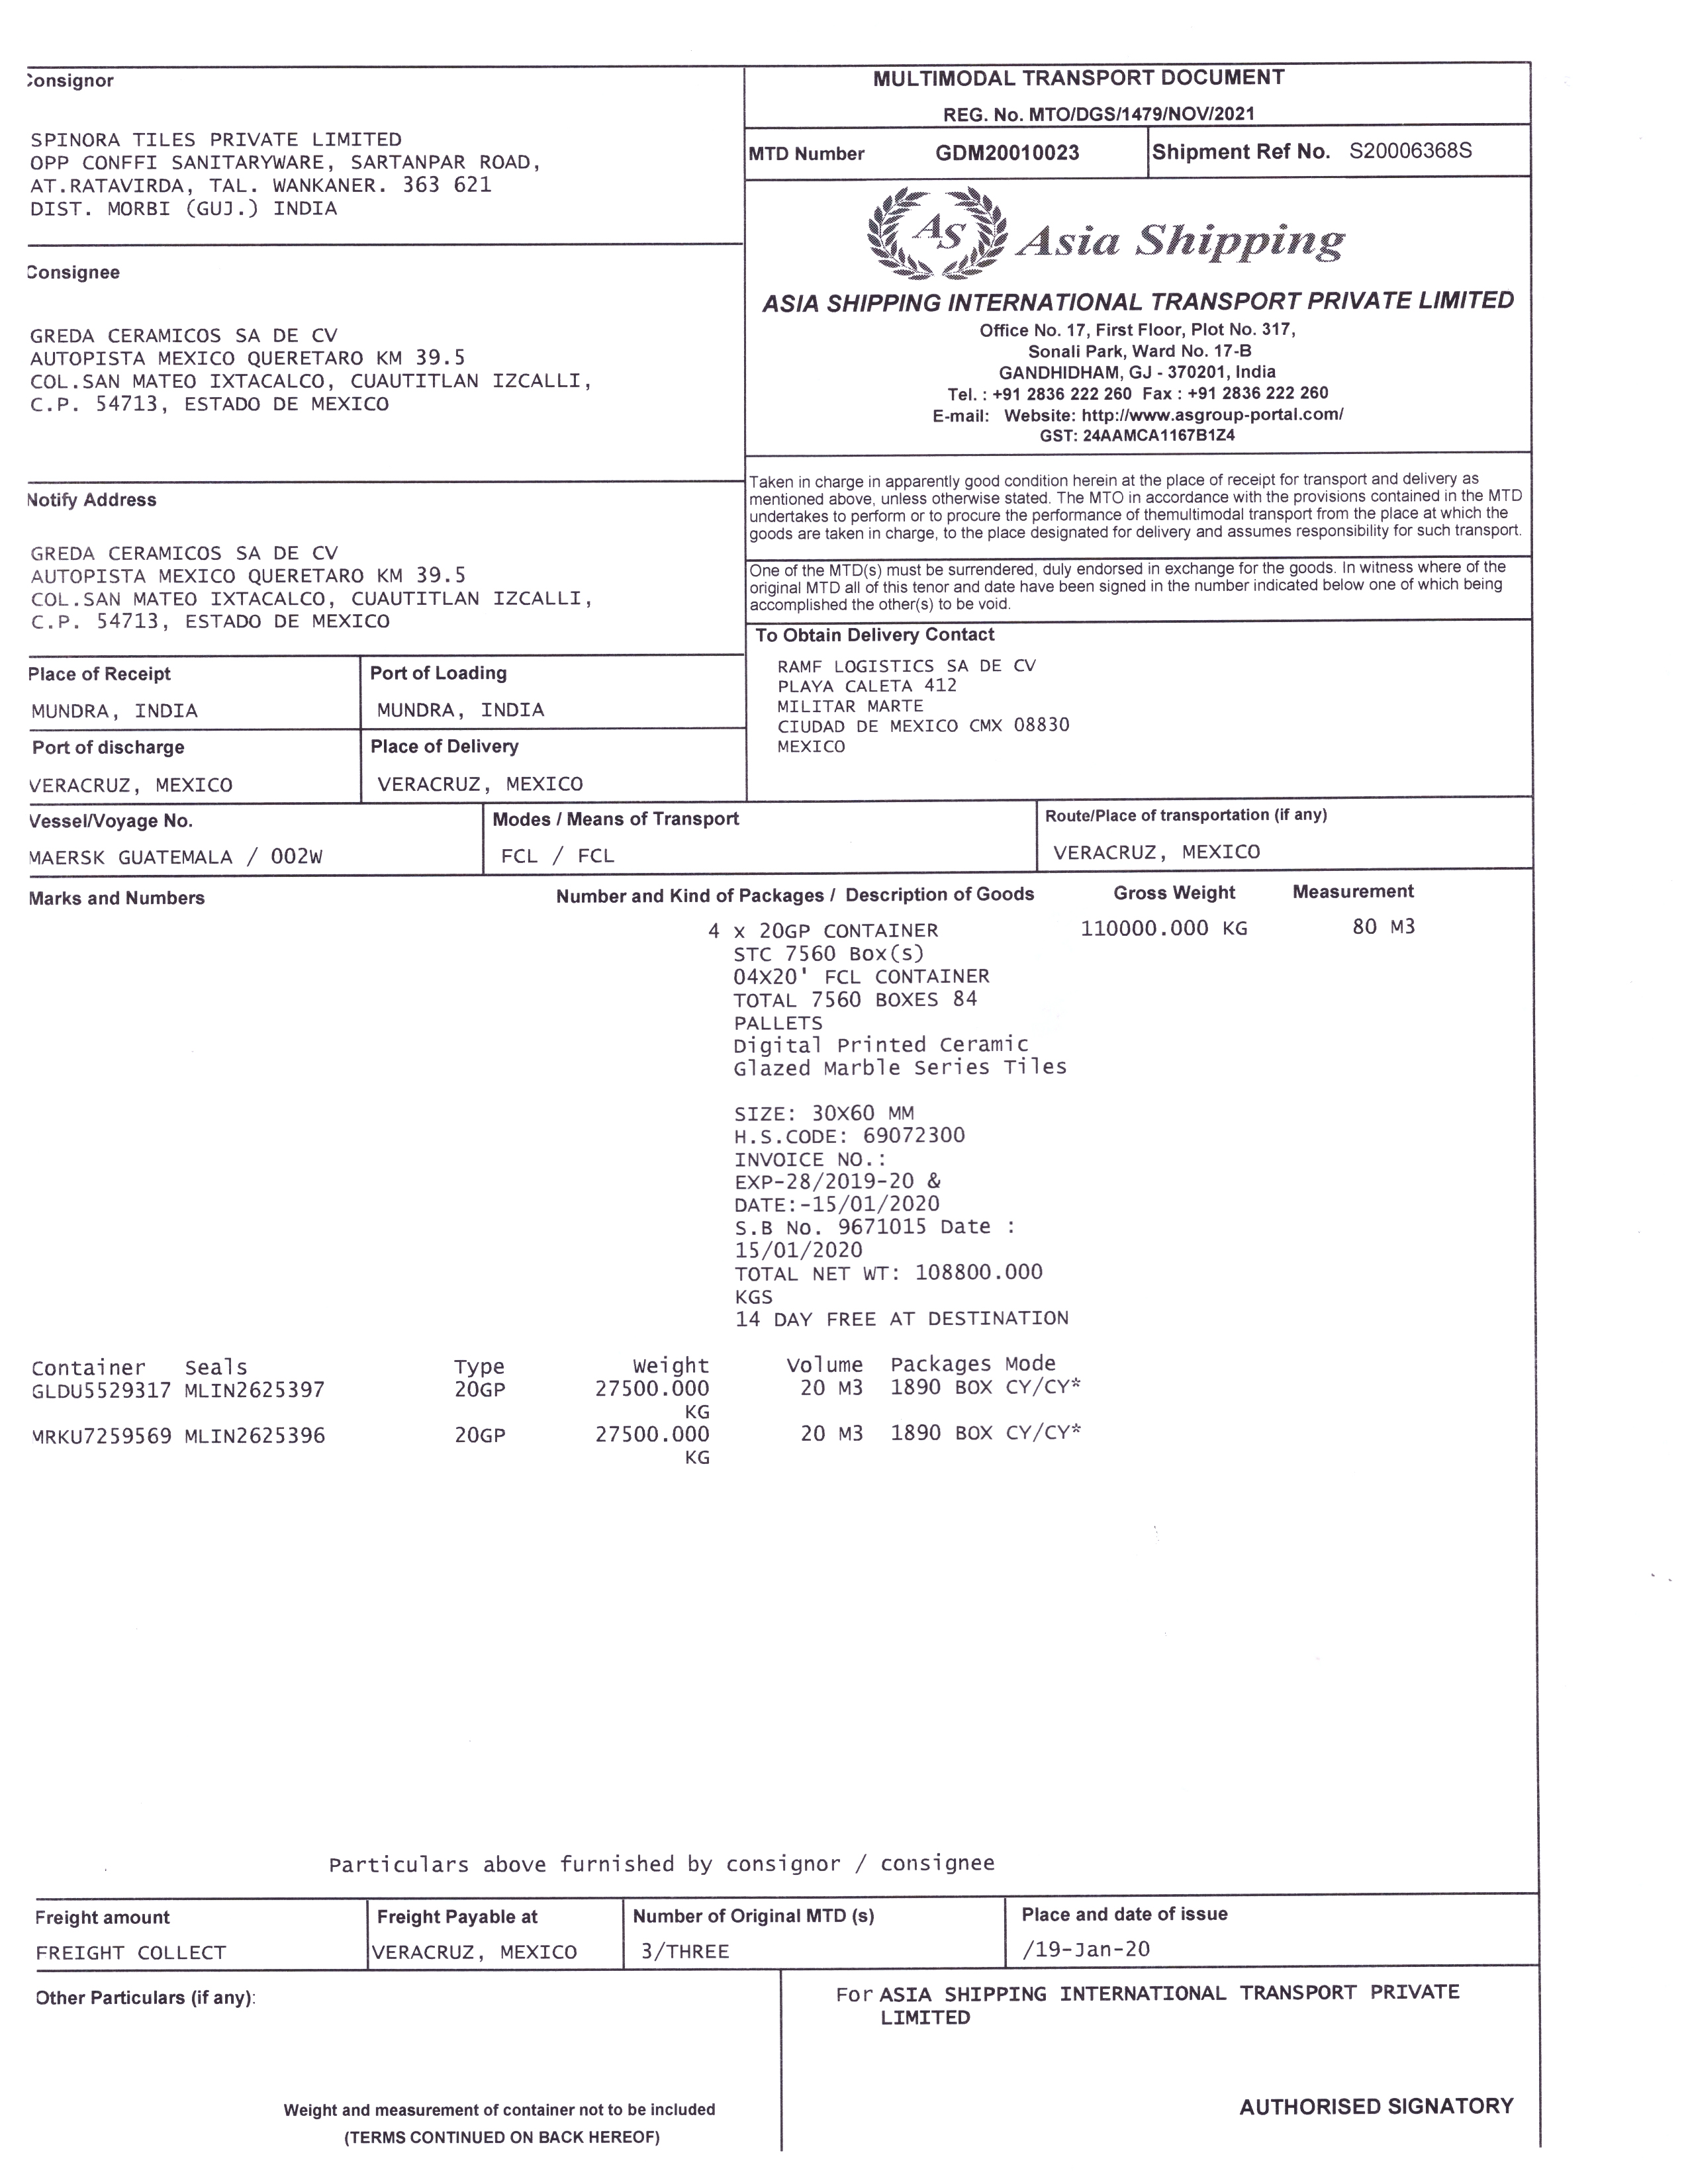 Consignor
SPINORA TILES PRIVATE LIMITED
OPP CONFFI SANITARYWARE, SARTANPAR ROAD,
AT.RATAVIRDA, TAL. WANKANER. 363 621
DIST. MORBI (GUJ.) INDIA
Consignee
GREDA CERAMICOS SA DE CV
AUTOPISTA MEXICO QUERETARO KM 39.5
COL.SAN MATEO IXTACALCO, CUAUTITLAN IZCALLI,
C.P. 54713, ESTADO DE MEXICO
Notify Address
GREDA CERAMICOS SA DE CV
AUTOPISTA MEXICO QUERETARO KM 39.5
COL.SAN MATEO IXTACALCO, CUAUTITLAN IZCALLI,
C.P. 54713, ESTADO DE MEXICO
MULTIMODAL TRANSPORT DOCUMENT
REG. No. MTO/DGS/1479/NOV/2021
MTD Number GDM20010023 Shipment Ref No. S20006368S
AS Asia Shipping
ASIA SHIPPING INTERNATIONAL TRANSPORT PRIVATE LIMITED
Office No. 17, First Floor, Plot No. 317,
Sonali Park, Ward No. 17-B
GANDHIDHAM, GJ - 370201, India
Tel. : +91 2836 222 260 Fax : +91 2836 222 260
E-mail: Website: http://www.asgroup-portal.com/
GST: 24AAMCA1167B1Z4
Taken in charge in apparently good condition herein at the place of receipt for transport and delivery as
mentioned above, unless otherwise stated. The MTO in accordance with the provisions contained in the MTD
undertakes to perform or to procure the performance of themultimodal transport from the place at which the
goods are taken in charge, to the place designated for delivery and assumes responsibility for such transport.
One of the MTD(s) must be surrendered, duly endorsed in exchange for the goods. In witness where of the
original MTD all of this tenor and date have been signed in the number indicated below one of which being
accomplished the other(s) to be void.
To Obtain Delivery Contact
RAMF LOGISTICS SA DE CV
PLAYA CALETA 412
MILITAR MARTE
CIUDAD DE MEXICO CMX 08830
MEXICO
Place of Receipt Port of Loading
MUNDRA, INDIA MUNDRA, INDIA
Port of discharge Place of Delivery
VERACRUZ, MEXICO VERACRUZ, MEXICO
Vessel/Voyage No. Modes / Means of Transport Route/Place of transportation (if any)
MAERSK GUATEMALA / 002W FCL / FCL VERACRUZ, MEXICO
Marks and Numbers Number and Kind of Packages / Description of Goods Gross Weight Measurement
4 x 20GP CONTAINER 110000.000 KG 80 M3
STC 7560 Box(s)
04X20' FCL CONTAINER
TOTAL 7560 BOXES 84
PALLETS
Digital Printed Ceramic
Glazed Marble Series Tiles
SIZE: 30X60 MM
H.S.CODE: 69072300
INVOICE NO.:
EXP-28/2019-20 &
DATE:-15/01/2020
S.B No. 9671015 Date :
15/01/2020
TOTAL NET WT: 108800.000
KGS
14 DAY FREE AT DESTINATION
Container Seals Type Weight Volume Packages Mode
GLDU5529317 MLIN2625397 20GP 27500.000 20 M3 1890 BOX CY/CY*
KG
MRKU7259569 MLIN2625396 20GP 27500.000 20 M3 1890 BOX CY/CY*
KG
Particulars above furnished by consignor / consignee
Freight amount Freight Payable at Number of Original MTD (s) Place and date of issue
FREIGHT COLLECT VERACRUZ, MEXICO 3/THREE /19-Jan-20
Other Particulars (if any):
For ASIA SHIPPING INTERNATIONAL TRANSPORT PRIVATE
LIMITED
Weight and measurement of container not to be included
(TERMS CONTINUED ON BACK HEREOF)
AUTHORISED SIGNATORY